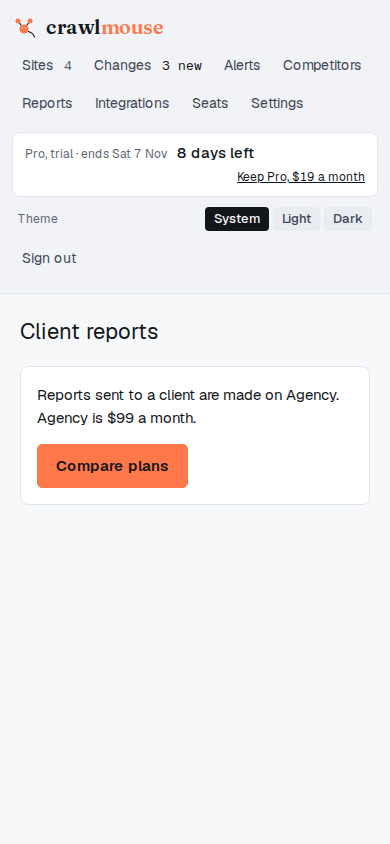 crawlmouse
Sites 4 Changes 3 new Alerts Competitors
Reports Integrations Seats Settings
Pro, trial · ends Sat 7 Nov 8 days left
Keep Pro, $19 a month
Theme System Light Dark
Sign out
Client reports
Reports sent to a client are made on Agency.
Agency is $99 a month.
Compare plans